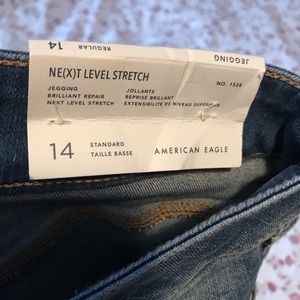 14
REGULAR
JEGGING
NE(X)T LEVEL STRETCH
JEGGING
BRILLIANT REPAIR
NEXT LEVEL STRETCH
JOLLANTS
REPRISE BRILLANT
EXTENSIBILITÉ DE NIVEAU SUPÉRIEUR
NO. 1538
14
STANDARD
TAILLE BASSE
AMERICAN EAGLE